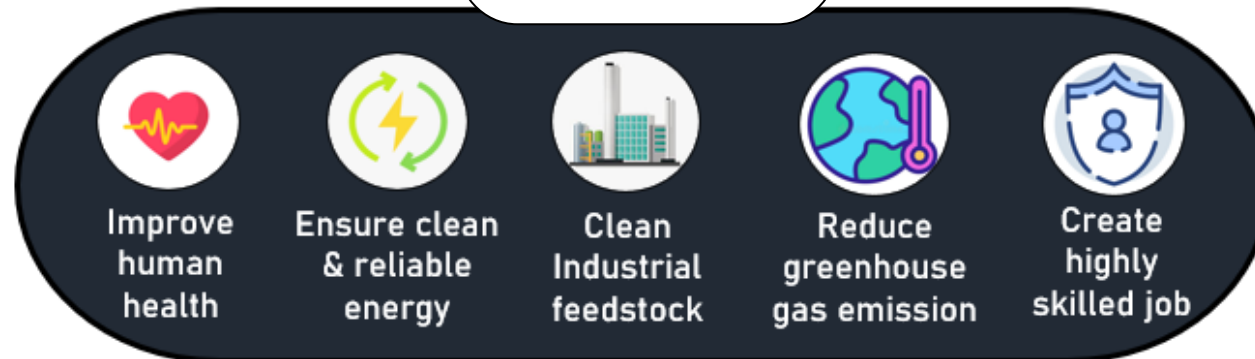 Improve
human
health
Ensure clean
& reliable
energy
Clean
Industrial
feedstock
Reduce
greenhouse
gas emission
Create
highly
skilled job